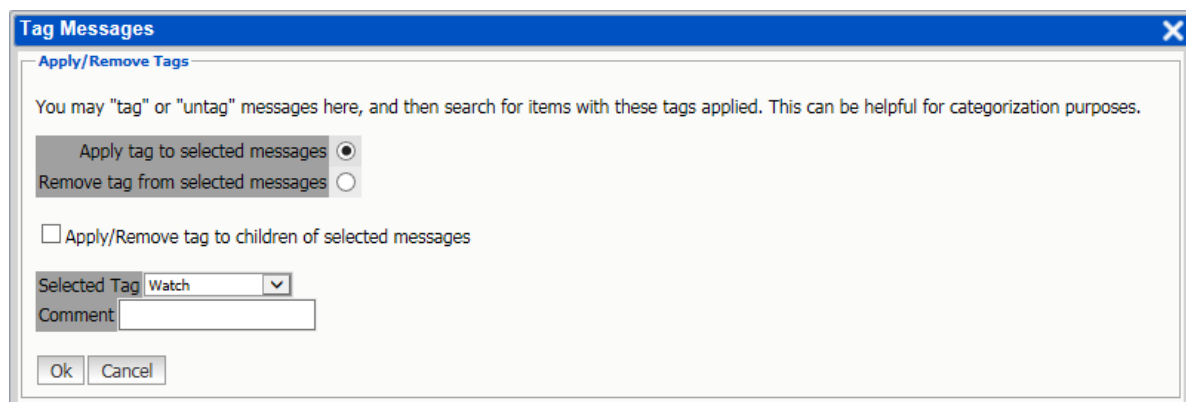 Tag Messages
Apply/Remove Tags
You may "tag" or "untag" messages here, and then search for items with these tags applied. This can be helpful for categorization purposes.
Apply tag to selected messages
Remove tag from selected messages
Apply/Remove tag to children of selected messages
Selected Tag Watch
Comment
Ok Cancel